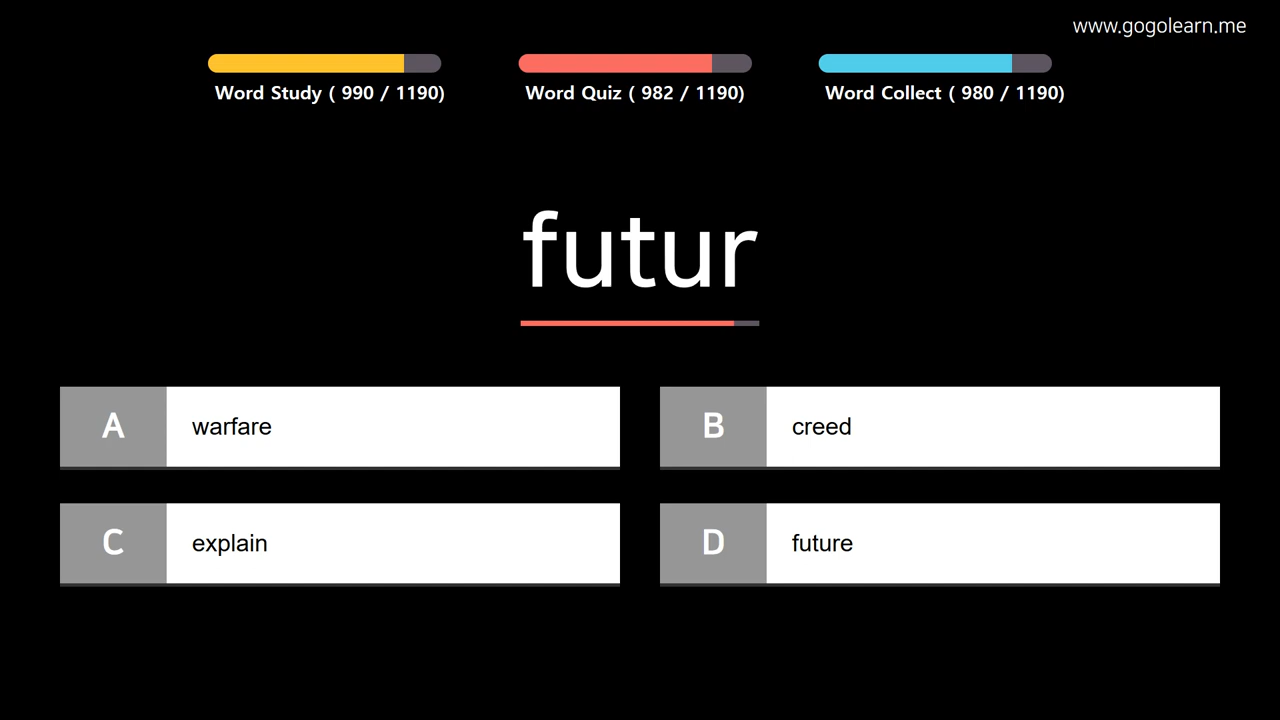 www.gogolearn.me
Word Study ( 990 / 1190)
Word Quiz ( 982 / 1190)
Word Collect ( 980 / 1190)
futur
A warfare
B creed
C explain
D future